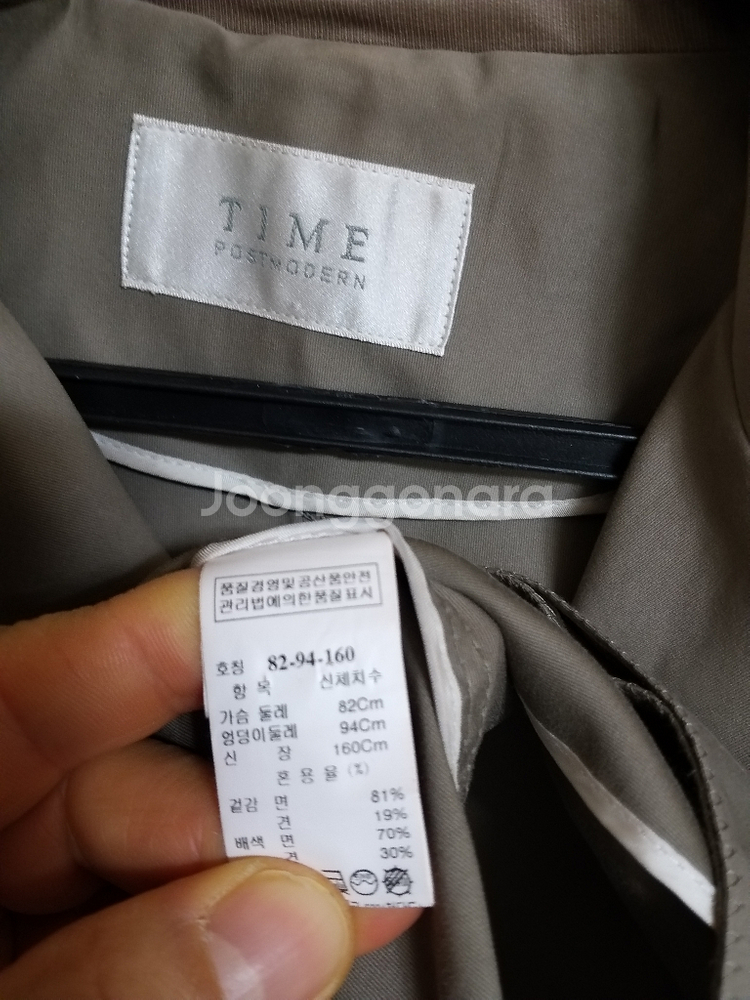 TIME
POSTMODERN
Joonggonara
품질경영및공산품안전
관리법에의한품질표시
호칭 82-94-160
항 목 신체치수
가슴 둘레 82Cm
엉덩이둘레 94Cm
신 장 160Cm
혼 용 율 (%)
겉감 면 81%
견 19%
배색 면 70%
견 30%